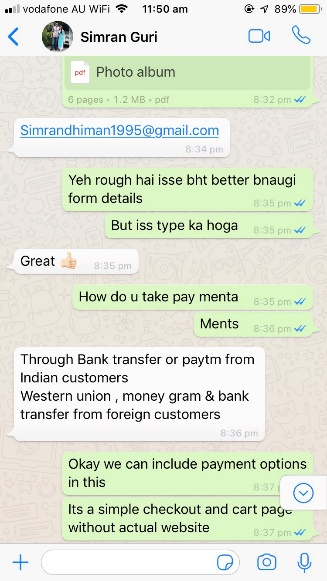 vodafone AU WiFi 11:50 am 89%
Simran Guri
pdf Photo album
6 pages • 1.2 MB • pdf 8:32 pm
Simrandhiman1995@gmail.com
8:34 pm
Yeh rough hai isse bht better bnaugi
form details 8:35 pm
But iss type ka hoga 8:35 pm
Great 8:35 pm
How do u take pay menta 8:35 pm
Ments 8:36 pm
Through Bank transfer or paytm from
Indian customers
Western union , money gram & bank
transfer from foreign customers
8:36 pm
Okay we can include payment options
in this 8:37
Its a simple checkout and cart page
without actual website 8:37 pm